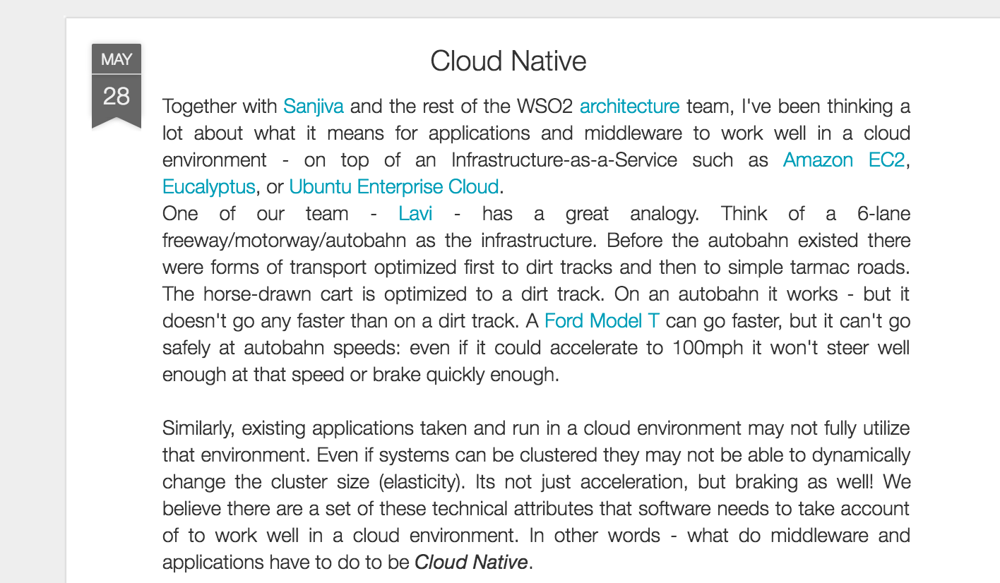 MAY
28
Cloud Native
Together with Sanjiva and the rest of the WSO2 architecture team, I've been thinking a
lot about what it means for applications and middleware to work well in a cloud
environment - on top of an Infrastructure-as-a-Service such as Amazon EC2,
Eucalyptus, or Ubuntu Enterprise Cloud.
One of our team - Lavi - has a great analogy. Think of a 6-lane
freeway/motorway/autobahn as the infrastructure. Before the autobahn existed there
were forms of transport optimized first to dirt tracks and then to simple tarmac roads.
The horse-drawn cart is optimized to a dirt track. On an autobahn it works - but it
doesn't go any faster than on a dirt track. A Ford Model T can go faster, but it can't go
safely at autobahn speeds: even if it could accelerate to 100mph it won't steer well
enough at that speed or brake quickly enough.
Similarly, existing applications taken and run in a cloud environment may not fully utilize
that environment. Even if systems can be clustered they may not be able to dynamically
change the cluster size (elasticity). Its not just acceleration, but braking as well! We
believe there are a set of these technical attributes that software needs to take account
of to work well in a cloud environment. In other words - what do middleware and
applications have to do to be Cloud Native.